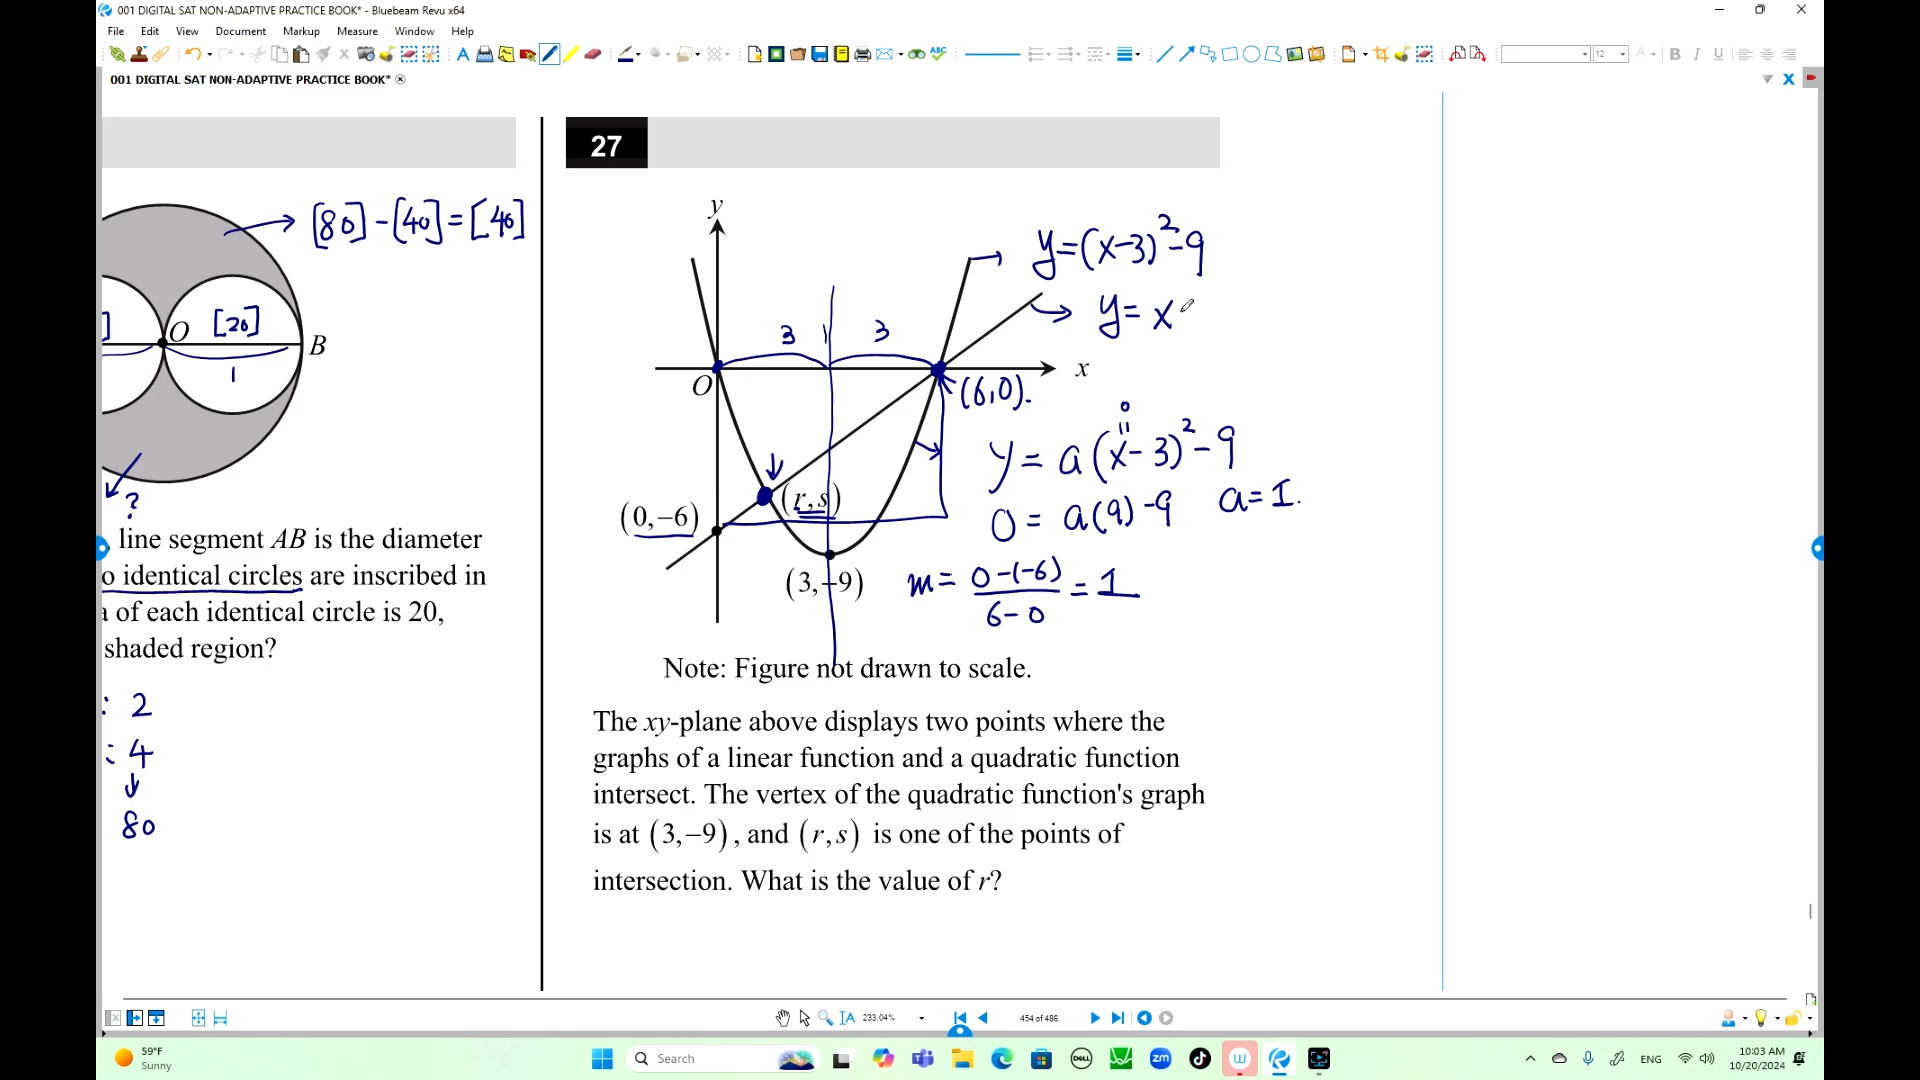 001 DIGITAL SAT NON-ADAPTIVE PRACTICE BOOK* - Bluebeam Revu x64
File Edit View Document Markup Measure Window Help
12
001 DIGITAL SAT NON-ADAPTIVE PRACTICE BOOK*
[80]-[40]=[40]
O [20] B
1
?
line segment AB is the diameter
o identical circles are inscribed in
a of each identical circle is 20,
shaded region?
: 2
: 4
↓
80
27
y
y=(x-3)²-9
y= x
3 3
O x
(6,0).
0
||
y = a(x-3)²-9
0 = a(9)-9 a=1.
(r,s)
(0,−6)
(3,−9)
m= 0-(-6)/6-0 = 1
Note: Figure not drawn to scale.
The xy-plane above displays two points where the
graphs of a linear function and a quadratic function
intersect. The vertex of the quadratic function's graph
is at (3,−9), and (r,s) is one of the points of
intersection. What is the value of r?
233.04% 454 of 486
59°F
Sunny
Search
ENG
10:03 AM
10/20/2024